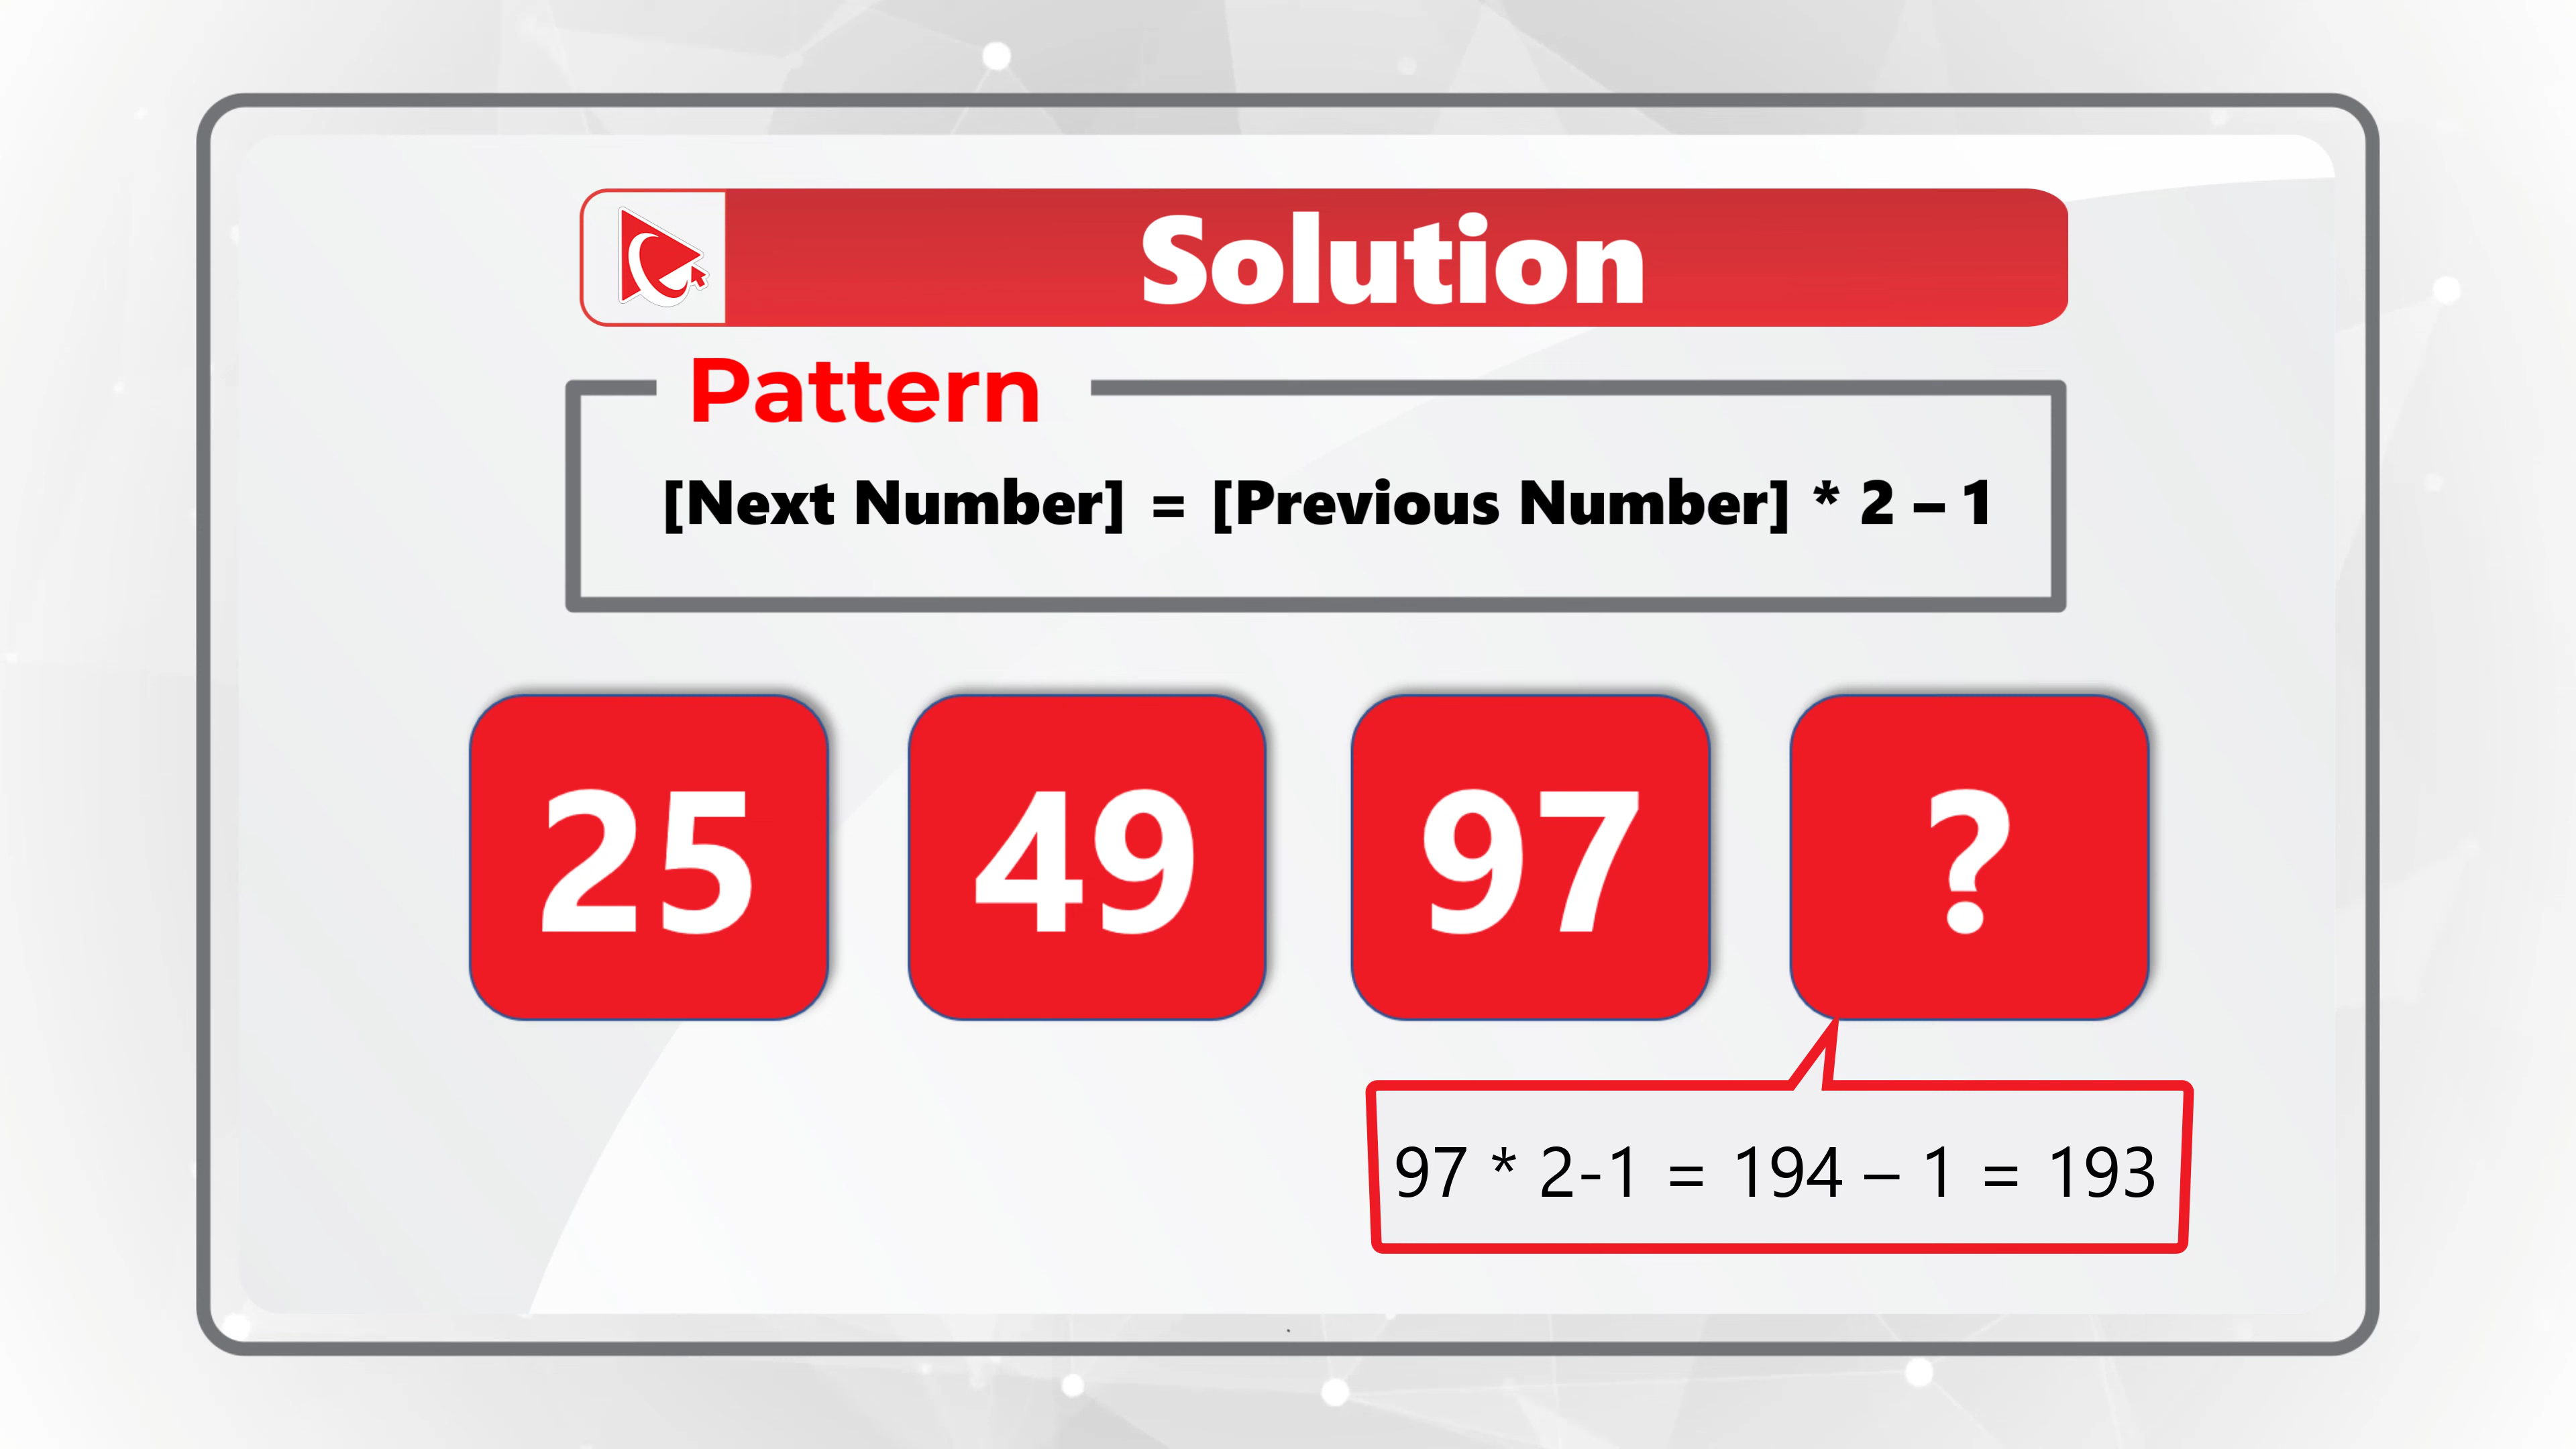 Solution
Pattern
[Next Number] = [Previous Number] * 2 – 1
25 49 97 ?
97 * 2-1 = 194 – 1 = 193